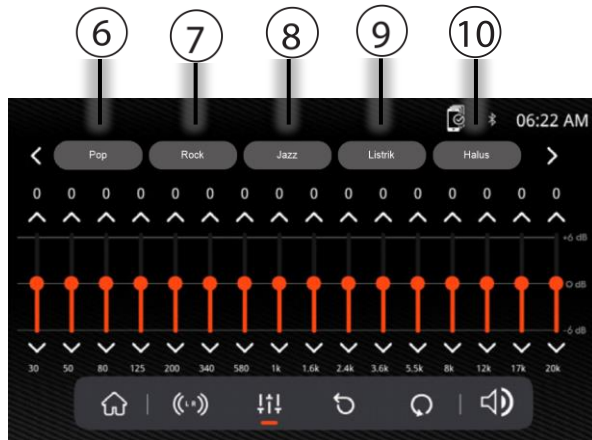 6 7 8 9 10
06:22 AM
Pop Rock Jazz Listrik Halus
0 0 0 0 0 0 0 0 0 0 0 0 0 0 0 0
+6 dB
0 dB
-6 dB
30 50 80 125 200 340 580 1k 1.6k 2.4k 3.6k 5.5k 8k 12k 17k 20k
L R